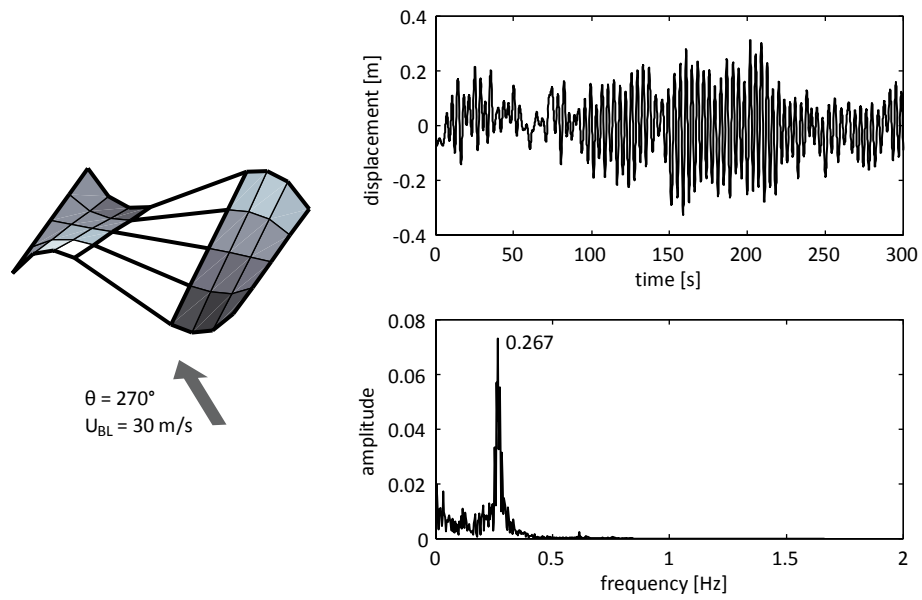 θ = 270°
U_BL = 30 m/s
0.4
0.2
0
-0.2
-0.4
displacement [m]
0 50 100 150 200 250 300
time [s]
0.08
0.06
0.04
0.02
0
amplitude
0.267
0 0.5 1 1.5 2
frequency [Hz]